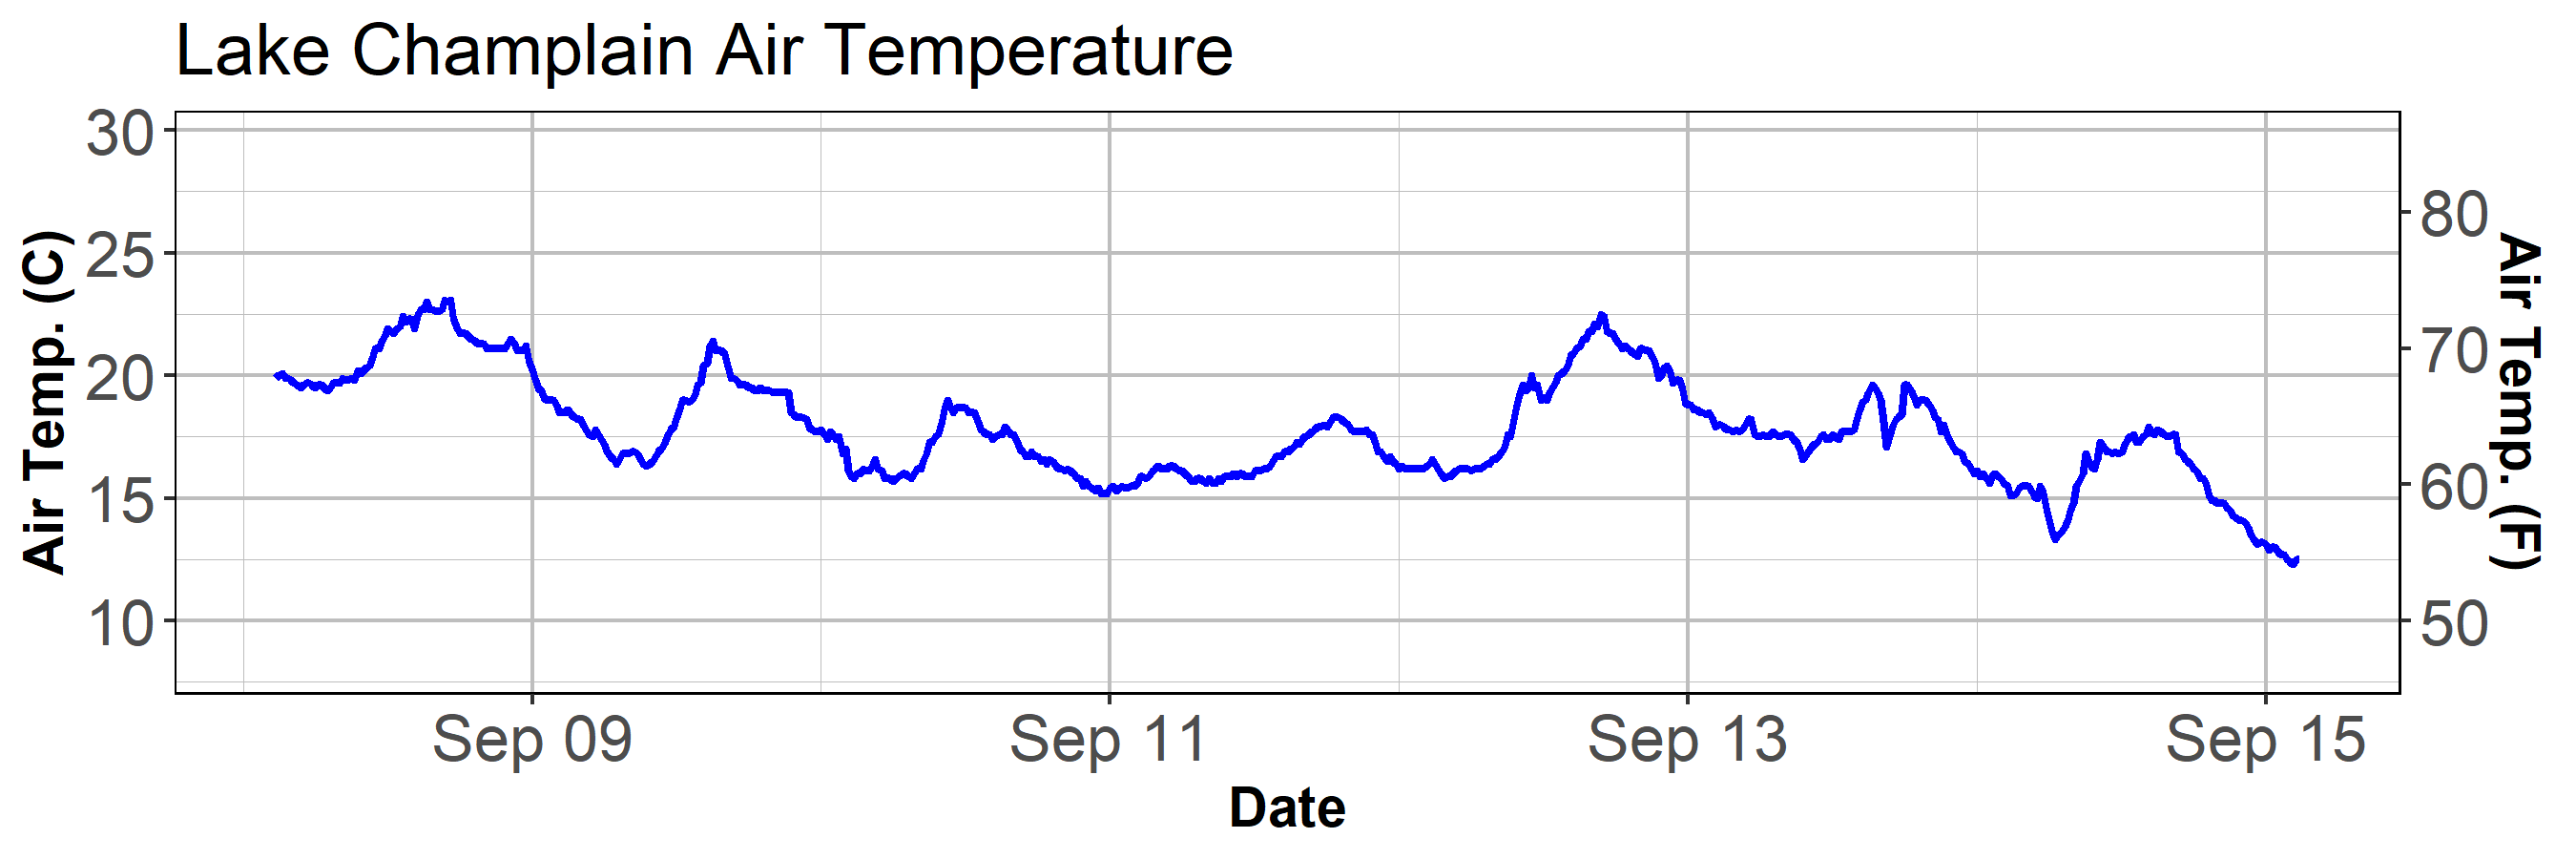 Lake Champlain Air Temperature
30
25
20
15
10
Air Temp. (C)
80
70
60
50
Air Temp. (F)
Sep 09
Sep 11
Sep 13
Sep 15
Date